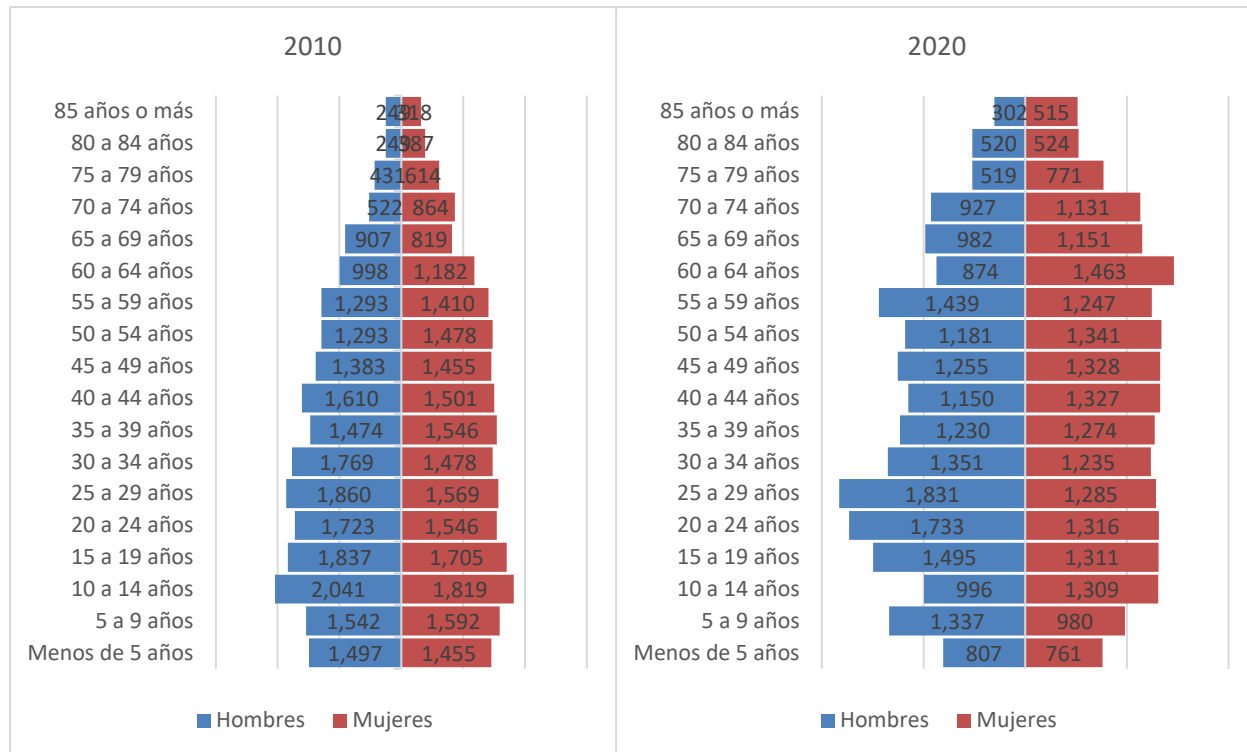 2010
85 años o más 249 318
80 a 84 años 249 387
75 a 79 años 431 614
70 a 74 años 522 864
65 a 69 años 907 819
60 a 64 años 998 1,182
55 a 59 años 1,293 1,410
50 a 54 años 1,293 1,478
45 a 49 años 1,383 1,455
40 a 44 años 1,610 1,501
35 a 39 años 1,474 1,546
30 a 34 años 1,769 1,478
25 a 29 años 1,860 1,569
20 a 24 años 1,723 1,546
15 a 19 años 1,837 1,705
10 a 14 años 2,041 1,819
5 a 9 años 1,542 1,592
Menos de 5 años 1,497 1,455
Hombres Mujeres
2020
85 años o más 302 515
80 a 84 años 520 524
75 a 79 años 519 771
70 a 74 años 927 1,131
65 a 69 años 982 1,151
60 a 64 años 874 1,463
55 a 59 años 1,439 1,247
50 a 54 años 1,181 1,341
45 a 49 años 1,255 1,328
40 a 44 años 1,150 1,327
35 a 39 años 1,230 1,274
30 a 34 años 1,351 1,235
25 a 29 años 1,831 1,285
20 a 24 años 1,733 1,316
15 a 19 años 1,495 1,311
10 a 14 años 996 1,309
5 a 9 años 1,337 980
Menos de 5 años 807 761
Hombres Mujeres